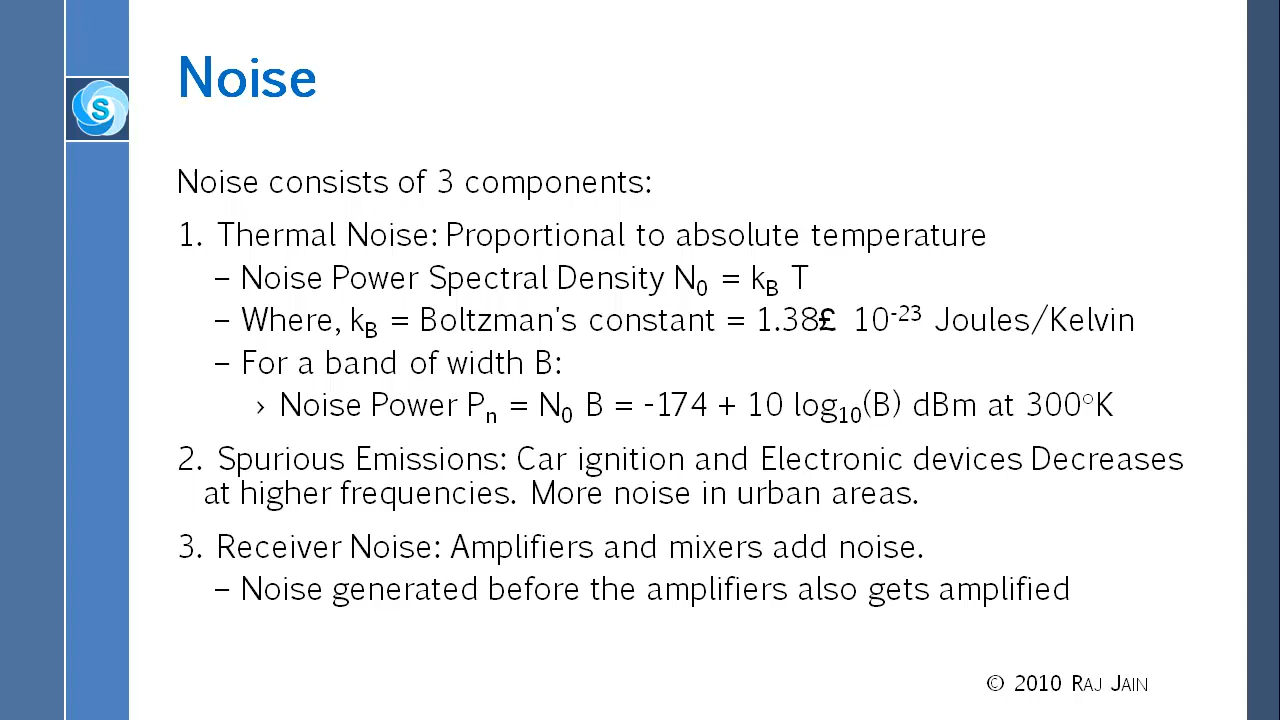 Noise
S
Noise consists of 3 components:
1. Thermal Noise: Proportional to absolute temperature
– Noise Power Spectral Density N₀ = k_B T
– Where, k_B = Boltzman's constant = 1.38£ 10⁻²³ Joules/Kelvin
– For a band of width B:
› Noise Power Pₙ = N₀ B = -174 + 10 log₁₀(B) dBm at 300°K
2. Spurious Emissions: Car ignition and Electronic devices Decreases
at higher frequencies. More noise in urban areas.
3. Receiver Noise: Amplifiers and mixers add noise.
– Noise generated before the amplifiers also gets amplified
© 2010 RAJ JAIN